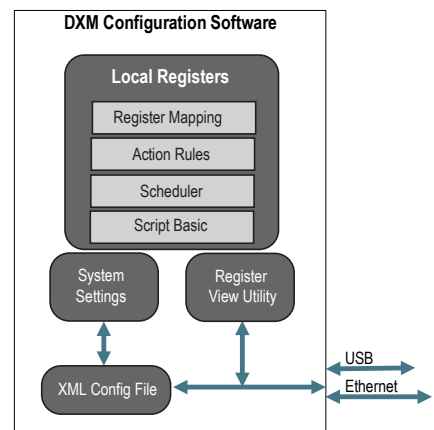 DXM Configuration Software
Local Registers
Register Mapping
Action Rules
Scheduler
Script Basic
System
Settings
Register
View Utility
XML Config File
USB
Ethernet